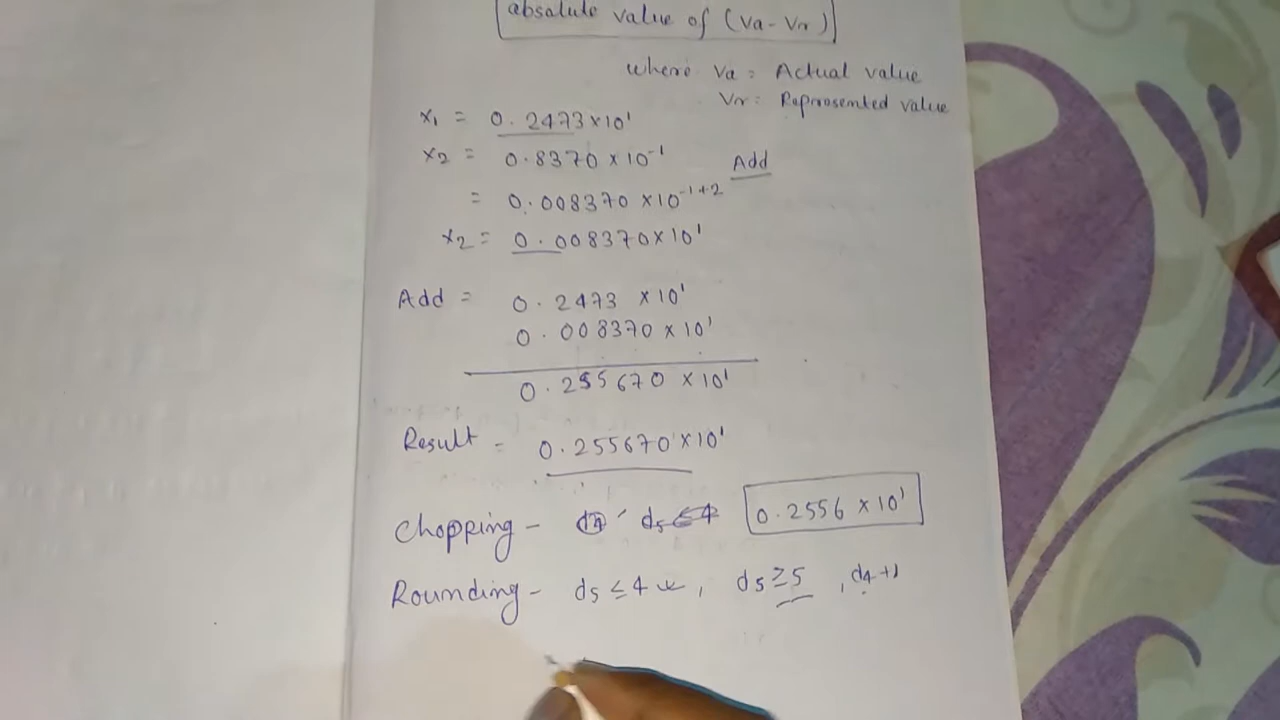 absolute value of (Va - Vr)
where Va = Actual value
Vr = Represented value
x₁ = 0.2473×10¹
x₂ = 0.8370 × 10⁻¹ Add
= 0.008370 ×10⁻¹⁺²
x₂ = 0.008370×10¹
Add = 0.2473 ×10¹
0.008370 × 10¹
0.255670 × 10¹
Result = 0.255670×10¹
Chopping - d₅ 0.2556 ×10¹
Rounding - d₅ ≤ 4, d₅ ≥ 5, d₄+1